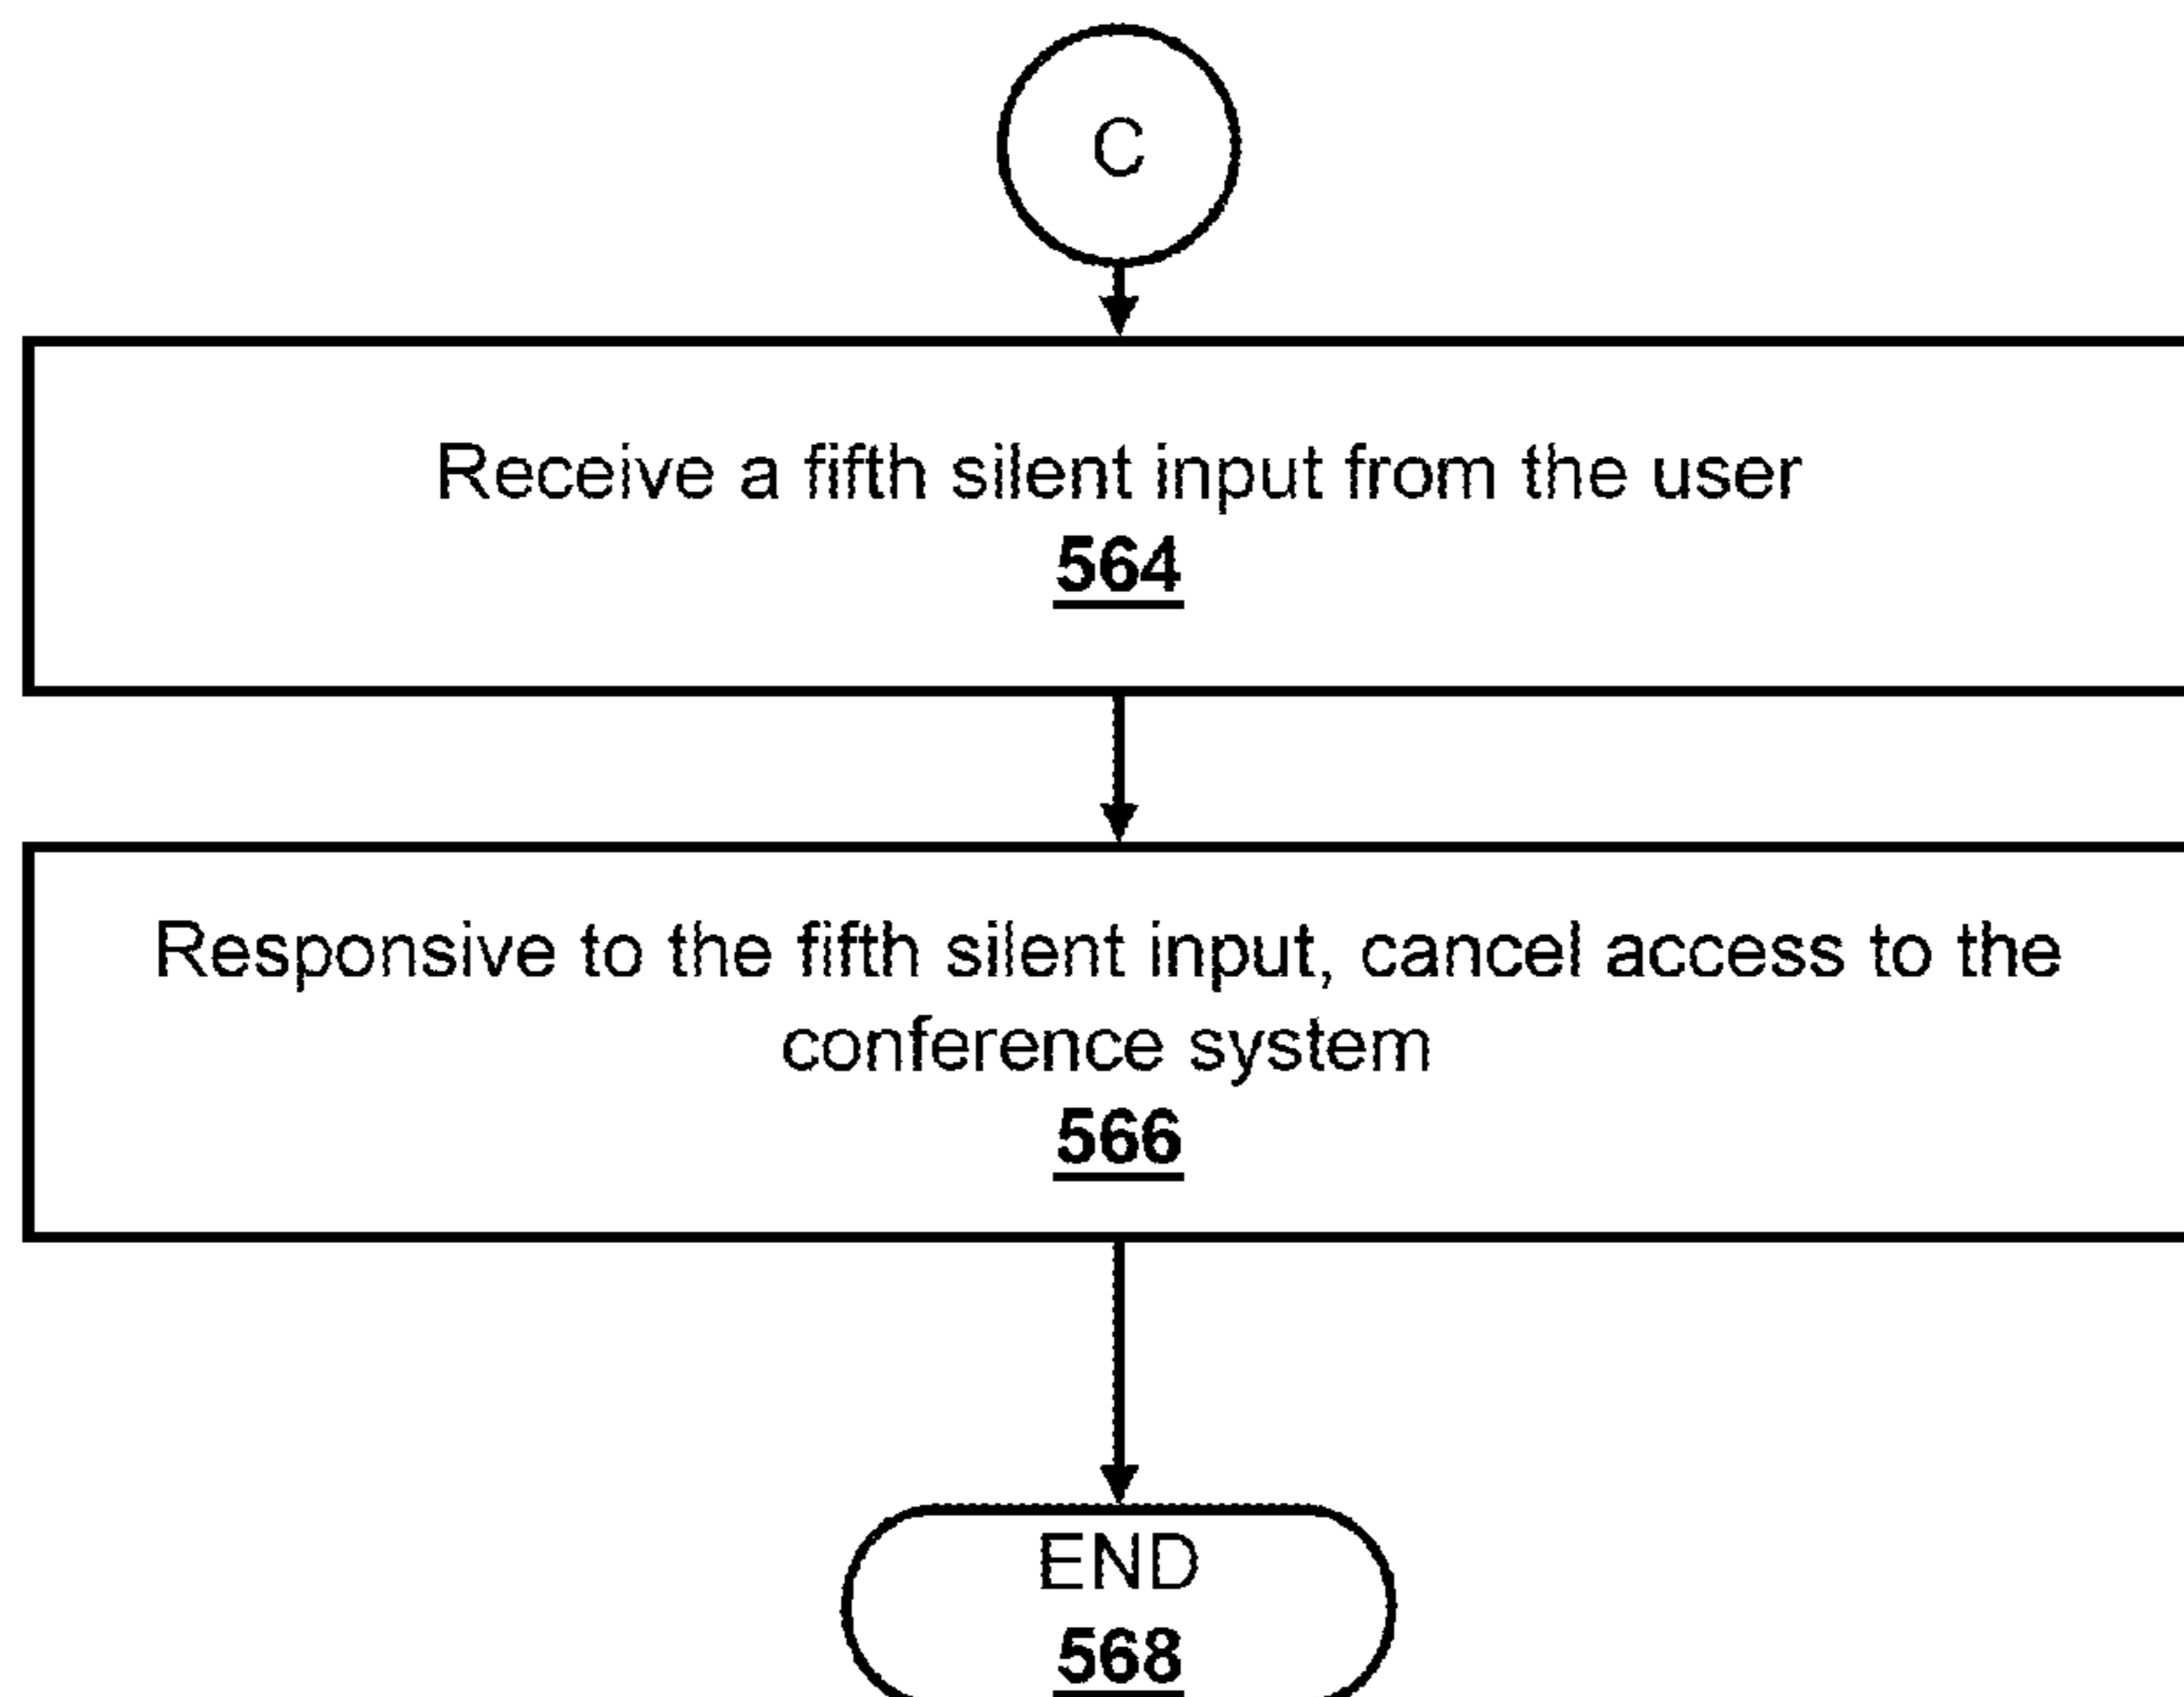 C
Receive a fifth silent input from the user
564
Responsive to the fifth silent input, cancel access to the
conference system
566
END
568